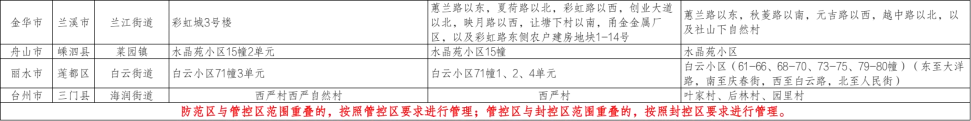 金华市 兰溪市 兰江街道 彩虹城3号楼 蕙兰路以东，夏荷路以北，彩虹路以西，创业大道以北，映月路以西，让塘下村以南，甬金金属厂区，以及彩虹路东侧农户建房地块1-14号 蕙兰路以东，秋菱路以南，元吉路以西，越中路以北，以及社山下自然村
舟山市 嵊泗县 菜园镇 水晶苑小区15幢2单元 水晶苑小区15幢 水晶苑小区
丽水市 莲都区 白云街道 白云小区71幢3单元 白云小区71幢1、2、4单元 白云小区（61-66、68-70、73-75、79-80幢）（东至大洋路，南至庆春街，西至白云路，北至人民街）
台州市 三门县 海润街道 西严村西严自然村 西严村 叶家村、后林村、园里村
防范区与管控区范围重叠的，按照管控区要求进行管理；管控区与封控区范围重叠的，按照封控区要求进行管理。